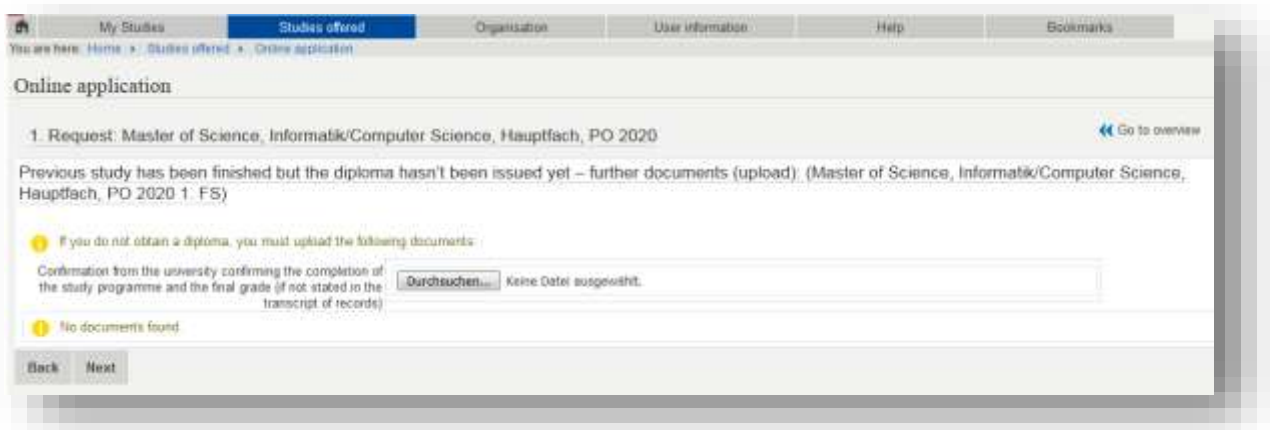 My Studies Studies offered Organisation User information Help Bookmarks
You are here: Home ▸ Studies offered ▸ Online application
Online application
1. Request: Master of Science, Informatik/Computer Science, Hauptfach, PO 2020
Go to overview
Previous study has been finished but the diploma hasn't been issued yet – further documents (upload): (Master of Science, Informatik/Computer Science,
Hauptfach, PO 2020 1. FS)
If you do not obtain a diploma, you must upload the following documents:
Confirmation from the university confirming the completion of
the study programme and the final grade (if not stated in the
transcript of records)
Durchsuchen... Keine Datei ausgewählt.
No documents found
Back Next